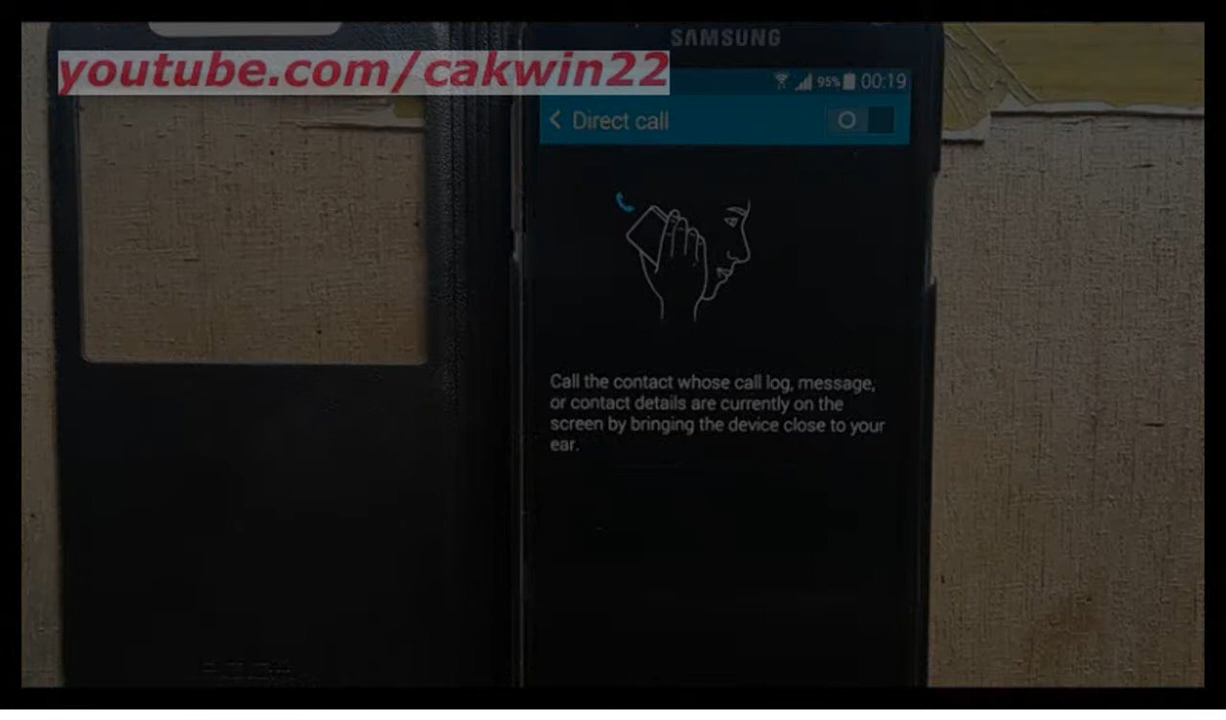 SAMSUNG
youtube.com/cakwin22
95% 00:19
Direct call
Call the contact whose call log, message,
or contact details are currently on the
screen by bringing the device close to your
ear.